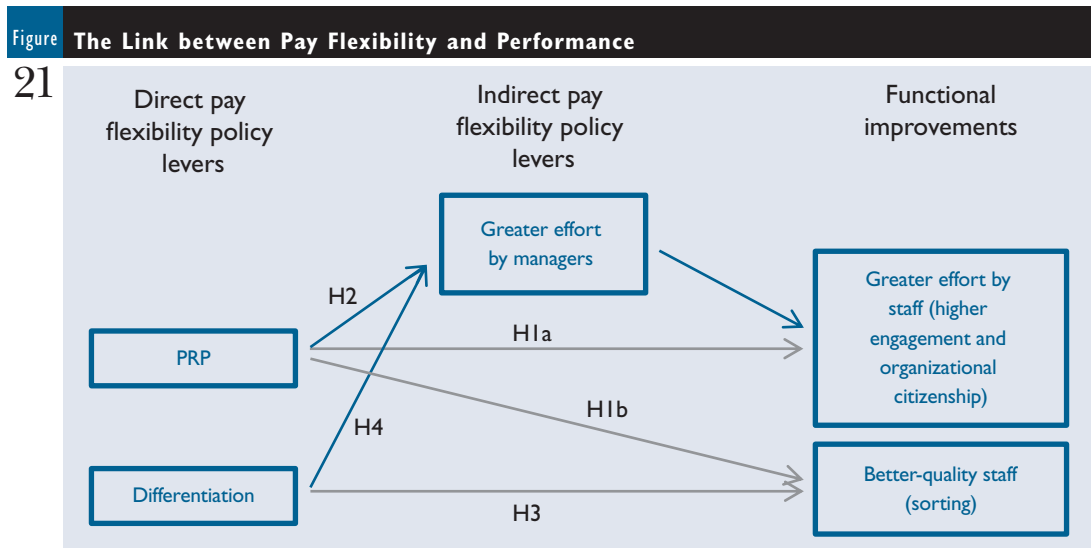 Figure The Link between Pay Flexibility and Performance
21
Direct pay
flexibility policy
levers
Indirect pay
flexibility policy
levers
Functional
improvements
Greater effort
by managers
Greater effort by
staff (higher
engagement and
organizational
citizenship)
H2
H1a
PRP
H1b
H4
Differentiation
H3
Better-quality staff
(sorting)